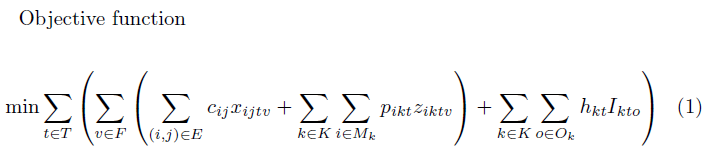 Objective function
min ∑_{t∈T} ( ∑_{v∈F} ( ∑_{(i,j)∈E} c_{ij}x_{ijtv} + ∑_{k∈K} ∑_{i∈M_k} p_{ikt}z_{iktv} ) + ∑_{k∈K} ∑_{o∈O_k} h_{kt}I_{kto} ) (1)